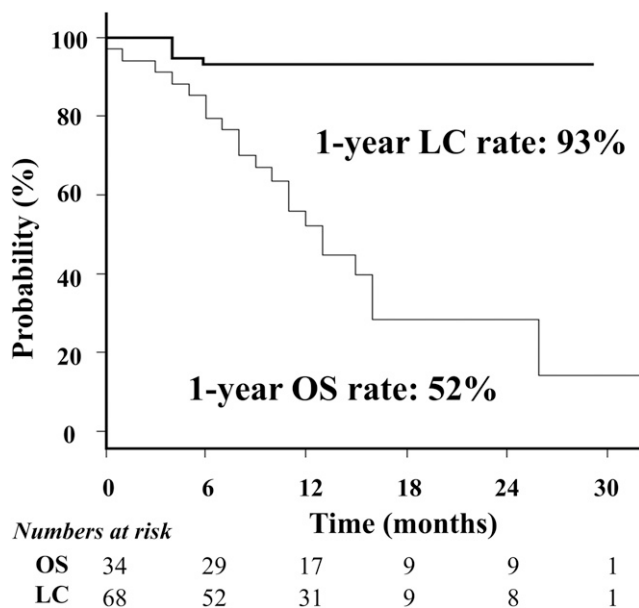 100
80
60
40
20
0
Probability (%)
1-year LC rate: 93%
1-year OS rate: 52%
0 6 12 18 24 30
Time (months)
Numbers at risk
OS 34 29 17 9 9 1
LC 68 52 31 9 8 1